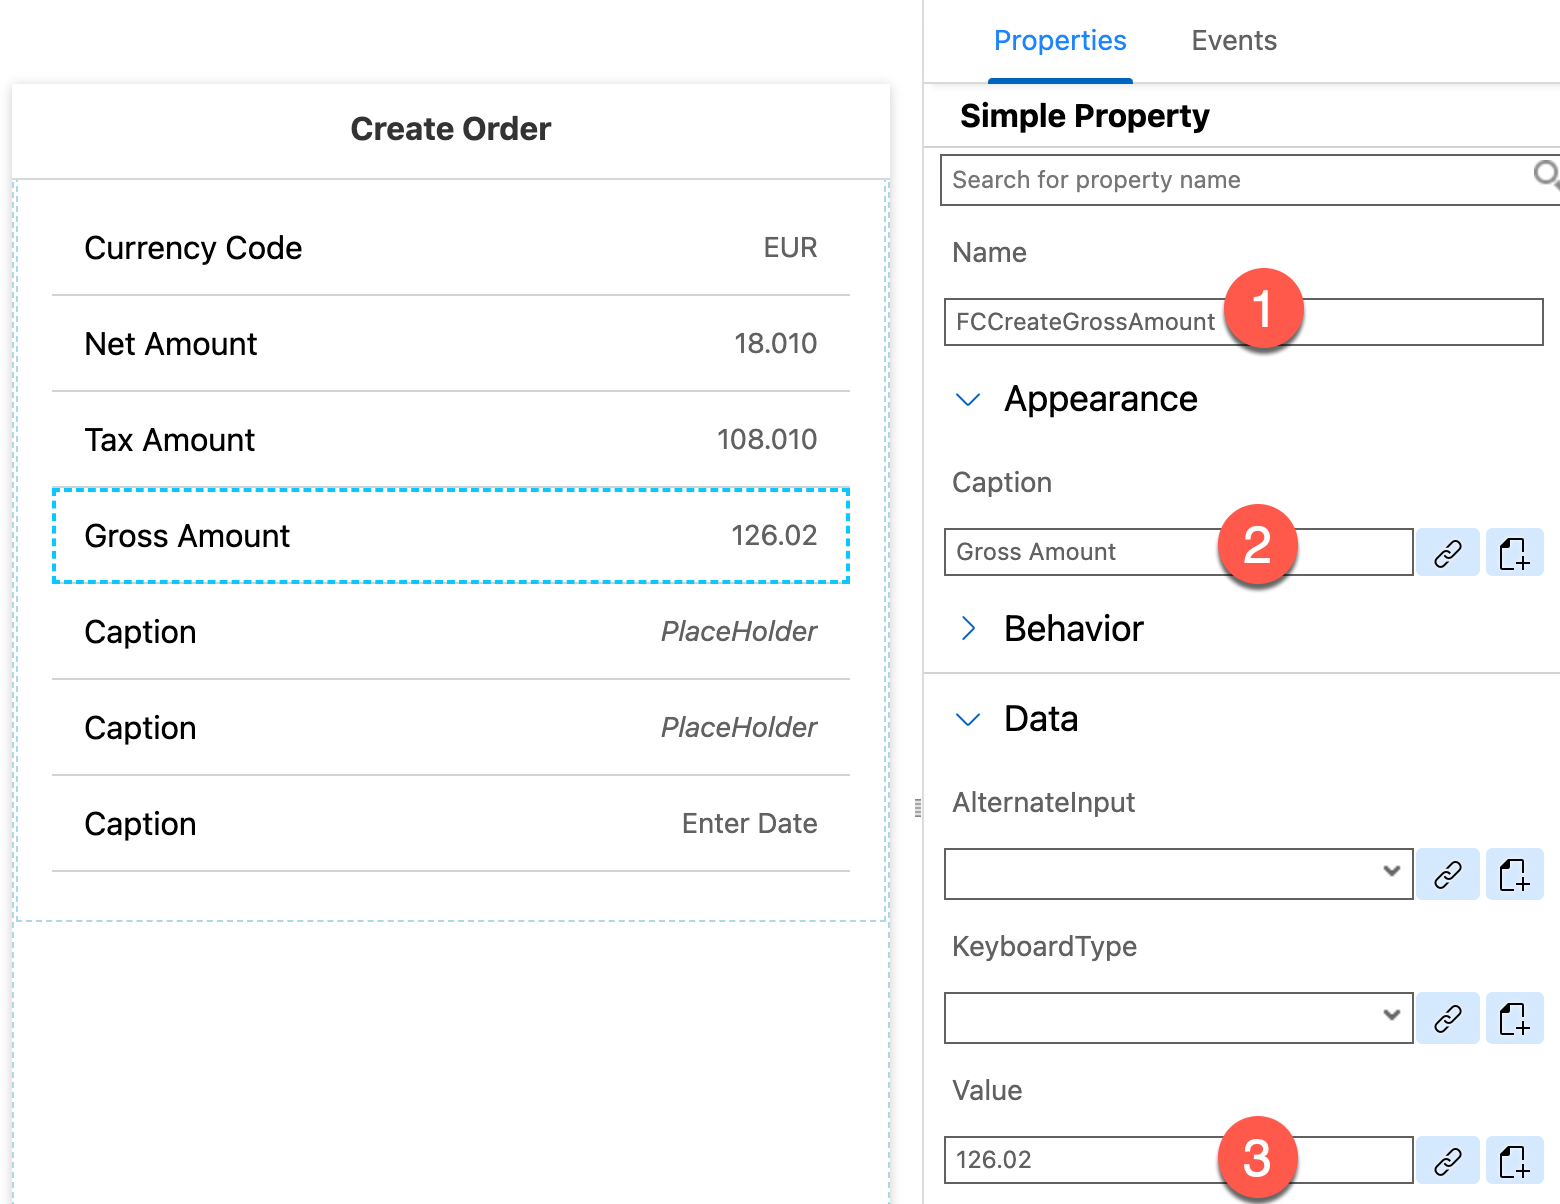 Create Order
Currency Code EUR
Net Amount 18.010
Tax Amount 108.010
Gross Amount 126.02
Caption PlaceHolder
Caption PlaceHolder
Caption Enter Date
Properties Events
Simple Property
Search for property name
Name
FCCreateGrossAmount 1
Appearance
Caption
Gross Amount 2
Behavior
Data
AlternateInput
KeyboardType
Value
126.02 3